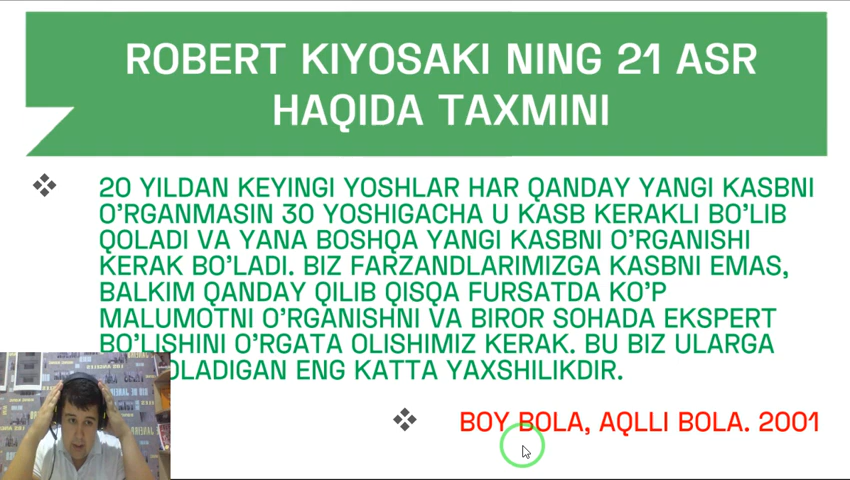 ROBERT KIYOSAKI NING 21 ASR
HAQIDA TAXMINI
20 YILDAN KEYINGI YOSHLAR HAR QANDAY YANGI KASBNI
O'RGANMASIN 30 YOSHIGACHA U KASB KERAKLI BO'LIB
QOLADI VA YANA BOSHQA YANGI KASBNI O'RGANISHI
KERAK BO'LADI. BIZ FARZANDLARIMIZGA KASBNI EMAS,
BALKIM QANDAY QILIB QISQA FURSATDA KO'P
MALUMOTNI O'RGANISHNI VA BIROR SOHADA EKSPERT
BO'LISHINI O'RGATA OLISHIMIZ KERAK. BU BIZ ULARGA
OLADIGAN ENG KATTA YAXSHILIKDIR.
BOY BOLA, AQLLI BOLA. 2001